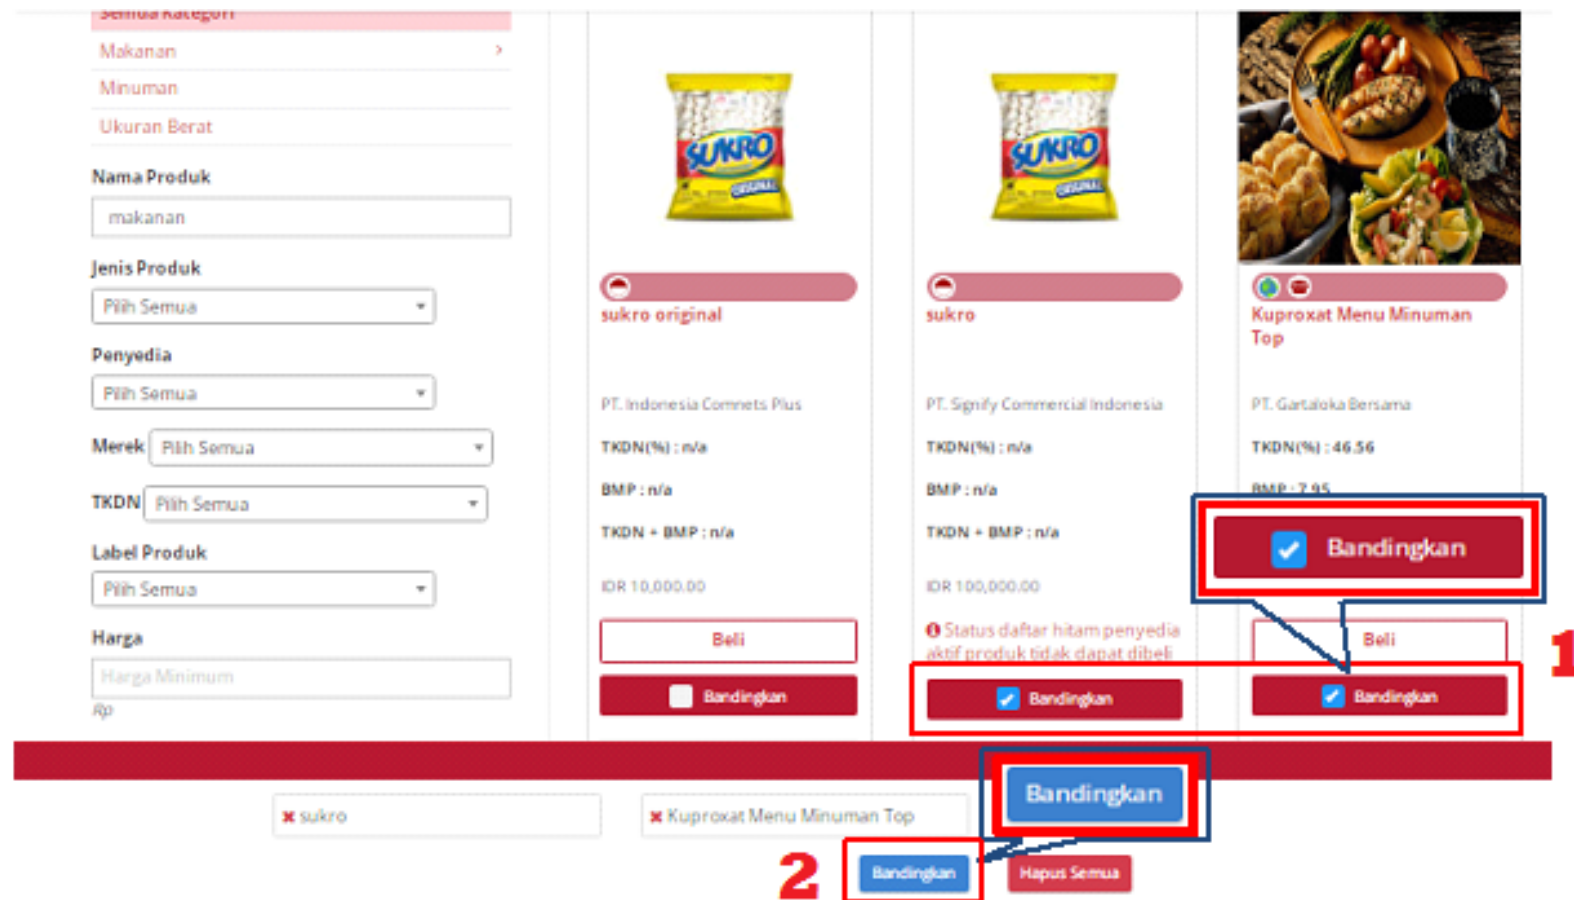 Semua Kategori
Makanan
Minuman
Ukuran Berat
Nama Produk
makanan
Jenis Produk
Pilih Semua
Penyedia
Pilih Semua
Merek Pilih Semua
TKDN Pilih Semua
Label Produk
Pilih Semua
Harga
Harga Minimum
Rp
SUKRO
ORIGINAL
sukro original
PT. Indonesia Comnets Plus
TKDN(%) : n/a
BMP : n/a
TKDN + BMP : n/a
IDR 10,000.00
Beli
Bandingkan
SUKRO
ORIGINAL
sukro
PT. Signify Commercial Indonesia
TKDN(%) : n/a
BMP : n/a
TKDN + BMP : n/a
IDR 100,000.00
Status daftar hitam penyedia
aktif produk tidak dapat dibeli
Bandingkan
Kuproxat Menu Minuman
Top
PT. Gartaloka Bersama
TKDN(%) : 46.56
BMP : 7.95
Bandingkan
Beli
1
Bandingkan
Bandingkan
sukro
Kuproxat Menu Minuman Top
2
Bandingkan
Hapus Semua